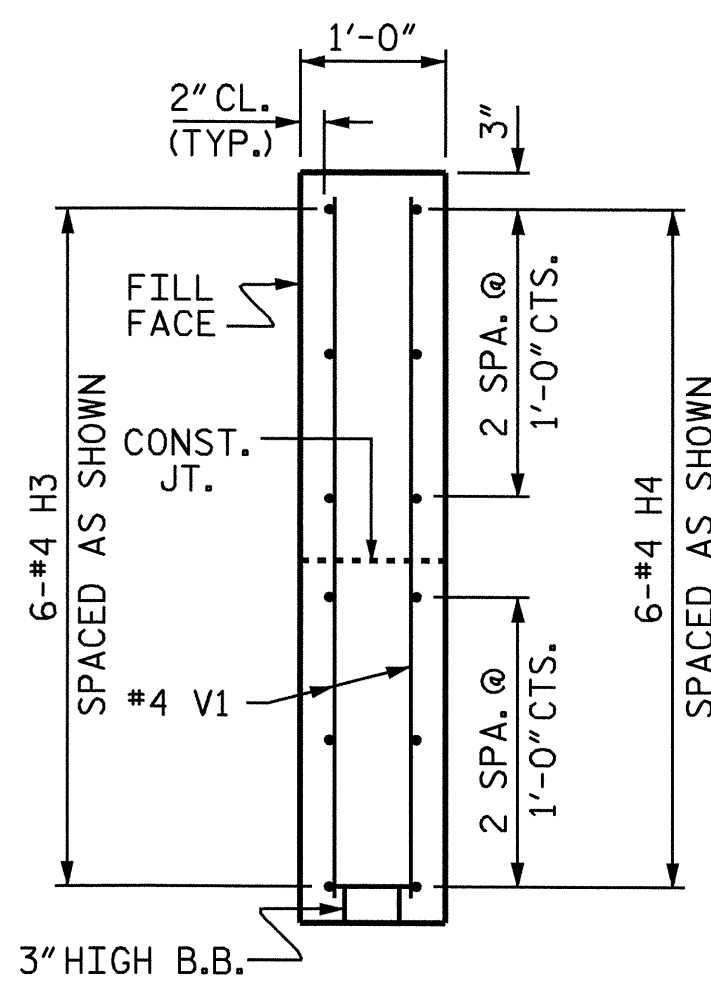 1'-0"
2" CL.
(TYP.)
3"
FILL
FACE
2 SPA. @
1'-0" CTS.
CONST.
JT.
6-#4 H3
SPACED AS SHOWN
6-#4 H4
SPACED AS SHOWN
#4 V1
2 SPA. @
1'-0" CTS.
3" HIGH B.B.